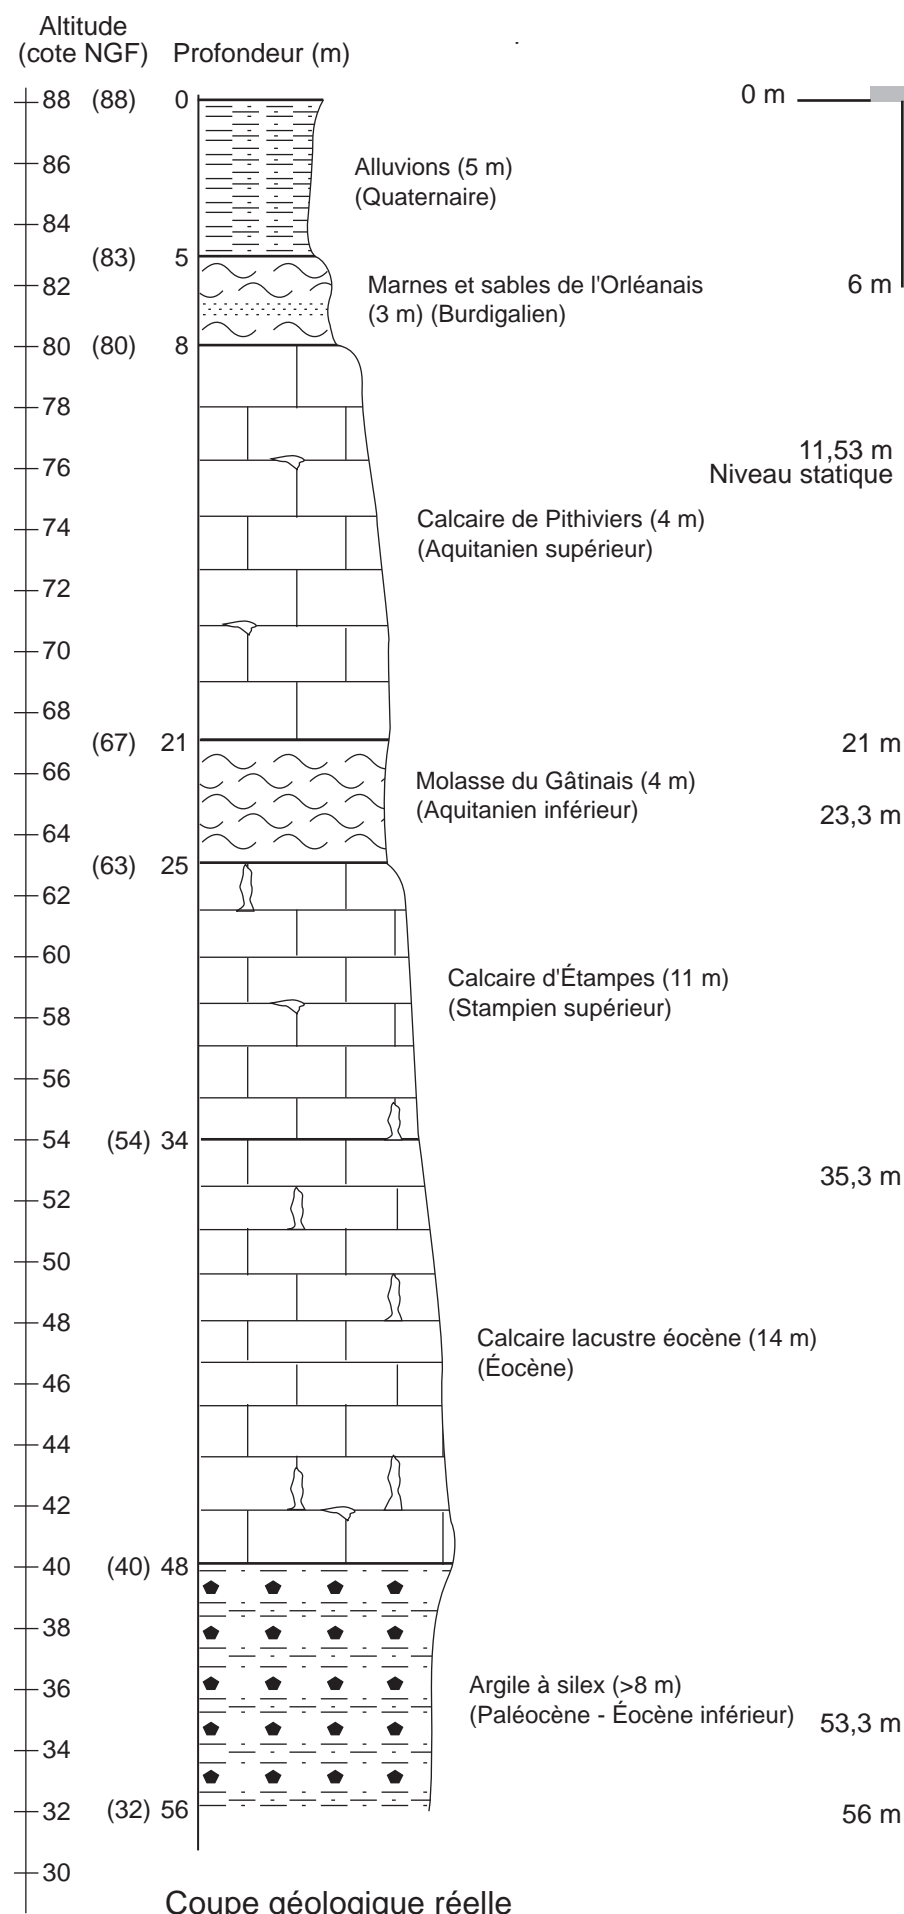 Altitude
(cote NGF) Profondeur (m)
88 (88) 0
0 m
86
Alluvions (5 m)
(Quaternaire)
84
(83) 5
82
Marnes et sables de l'Orléanais
(3 m) (Burdigalien)
6 m
80 (80) 8
78
76
11,53 m
Niveau statique
74
Calcaire de Pithiviers (4 m)
(Aquitanien supérieur)
72
70
68
(67) 21
21 m
66
Molasse du Gâtinais (4 m)
(Aquitanien inférieur)
23,3 m
64
(63) 25
62
60
Calcaire d'Étampes (11 m)
(Stampien supérieur)
58
56
54 (54) 34
35,3 m
52
50
48
Calcaire lacustre éocène (14 m)
(Éocène)
46
44
42
40 (40) 48
38
36
Argile à silex (>8 m)
(Paléocène - Éocène inférieur)
53,3 m
34
32 (32) 56
56 m
30
Coupe géologique réelle